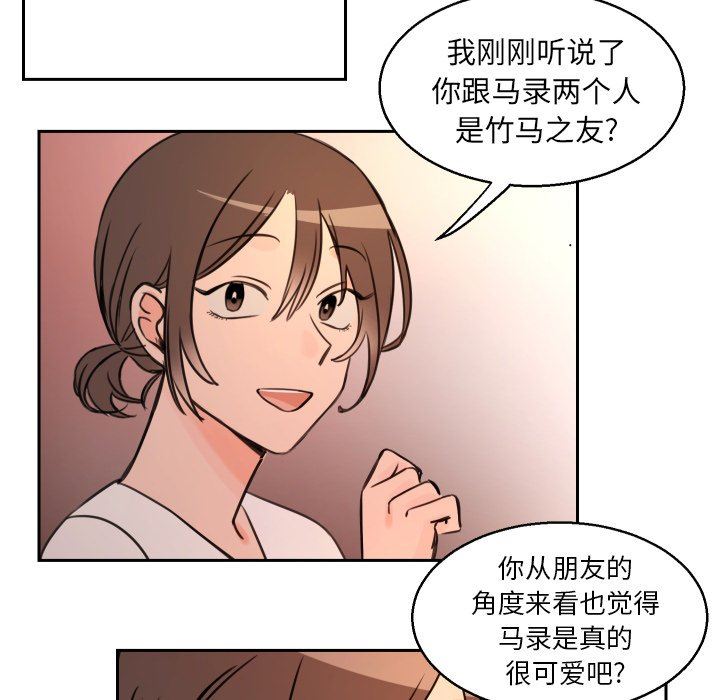 我刚刚听说了
你跟马录两个人
是竹马之友?
你从朋友的
角度来看也觉得
马录是真的
很可爱吧?